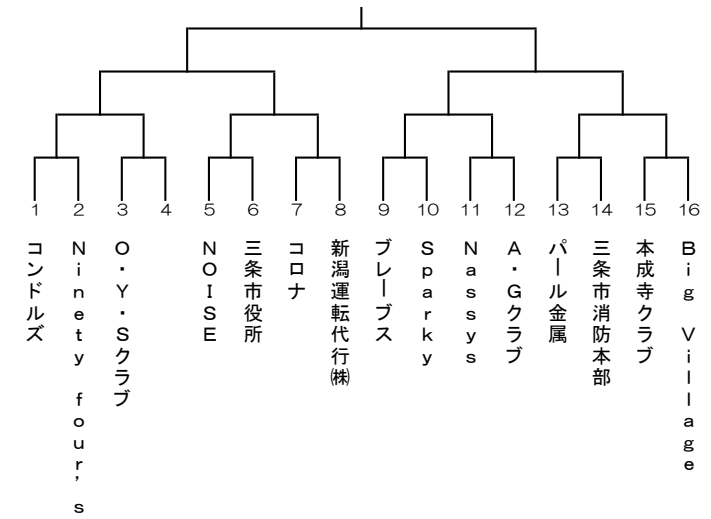 1 2 3 4 5 6 7 8 9 10 11 12 13 14 15 16
コンドルズ
Ninety four's
O・Y・Sクラブ
NOISE
三条市役所
コロナ
新潟運転代行㈱
ブレーブス
Sparky
Nassys
A・Gクラブ
パール金属
三条市消防本部
本成寺クラブ
Big Village